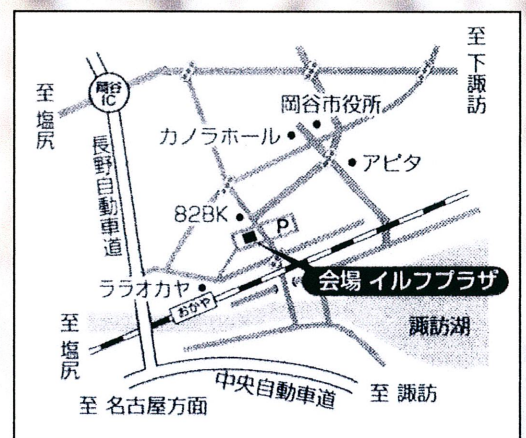 至 下諏訪
岡谷IC
至 塩尻
岡谷市役所
カノラホール
アピタ
長野自動車道
82BK
P
会場 イルフプラザ
ララオカヤ
おかや
諏訪湖
至 塩尻
中央自動車道
至 諏訪
至 名古屋方面